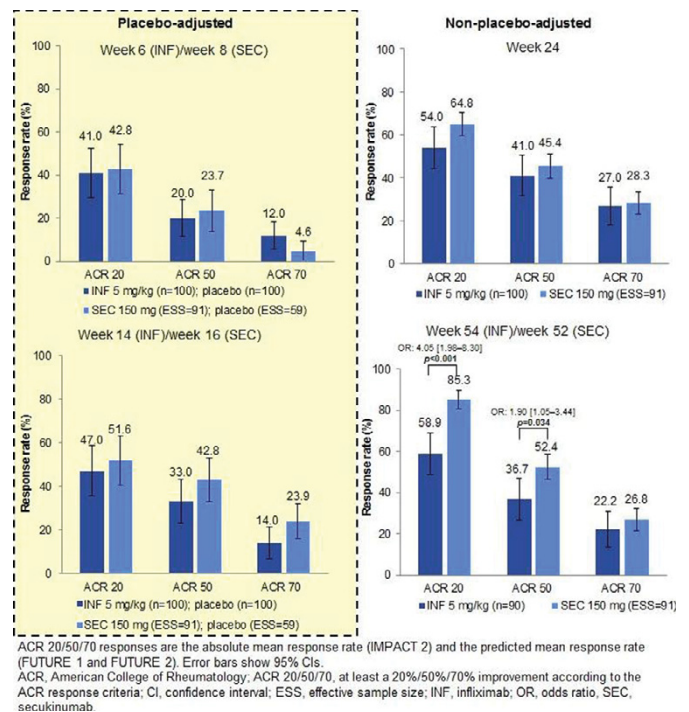 Placebo-adjusted
Week 6 (INF)/week 8 (SEC)
Response rate (%)
100
80
60
40
20
0
41.0
42.8
20.0
23.7
12.0
4.6
ACR 20
ACR 50
ACR 70
INF 5 mg/kg (n=100); placebo (n=100)
SEC 150 mg (ESS=91); placebo (ESS=59)
Week 14 (INF)/week 16 (SEC)
Response rate (%)
100
80
60
40
20
0
47.0
51.6
33.0
42.8
14.0
23.9
ACR 20
ACR 50
ACR 70
INF 5 mg/kg (n=100); placebo (n=100)
SEC 150 mg (ESS=91); placebo (ESS=59)
Non-placebo-adjusted
Week 24
Response rate (%)
100
80
60
40
20
0
54.0
64.8
41.0
45.4
27.0
28.3
ACR 20
ACR 50
ACR 70
INF 5 mg/kg (n=100)
SEC 150 mg (ESS=91)
Week 54 (INF)/week 52 (SEC)
Response rate (%)
100
80
60
40
20
0
OR: 4.05 [1.98–8.30]
p<0.001
58.9
85.3
OR: 1.90 [1.05–3.44]
p=0.034
36.7
52.4
22.2
26.8
ACR 20
ACR 50
ACR 70
INF 5 mg/kg (n=90)
SEC 150 mg (ESS=91)
ACR 20/50/70 responses are the absolute mean response rate (IMPACT 2) and the predicted mean response rate
(FUTURE 1 and FUTURE 2). Error bars show 95% CIs.
ACR, American College of Rheumatology; ACR 20/50/70, at least a 20%/50%/70% improvement according to the
ACR response criteria; CI, confidence interval; ESS, effective sample size; INF, infliximab; OR, odds ratio, SEC,
secukinumab.